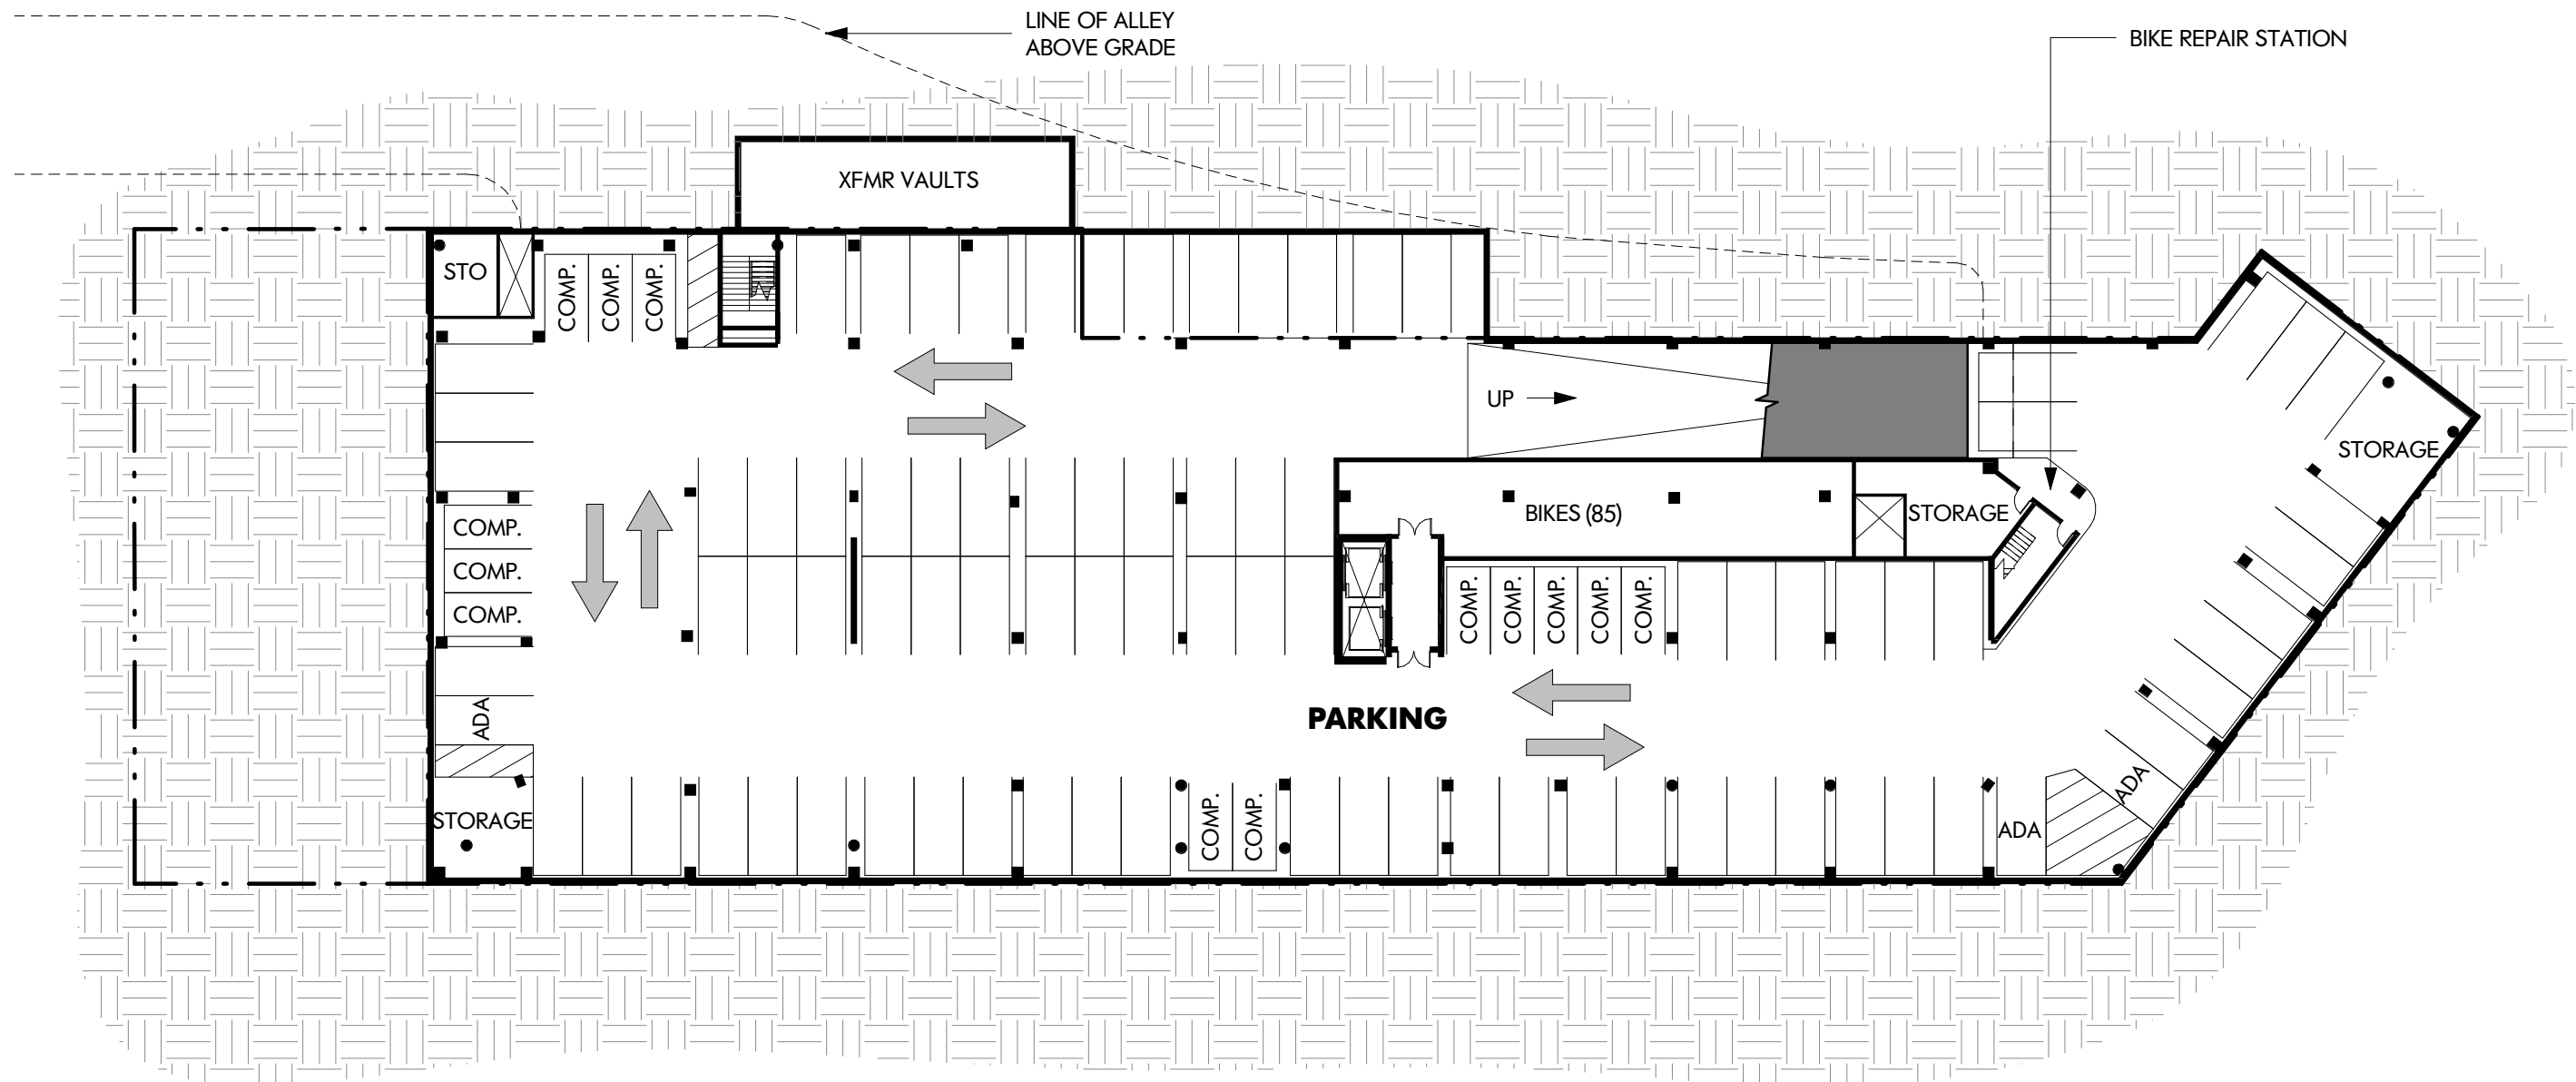 LINE OF ALLEY
ABOVE GRADE
BIKE REPAIR STATION
XFMR VAULTS
STO
COMP.
COMP.
COMP.
UP
STORAGE
BIKES (85)
STORAGE
COMP.
COMP.
COMP.
COMP.
COMP.
COMP.
COMP.
COMP.
ADA
PARKING
ADA
STORAGE
COMP.
COMP.
ADA